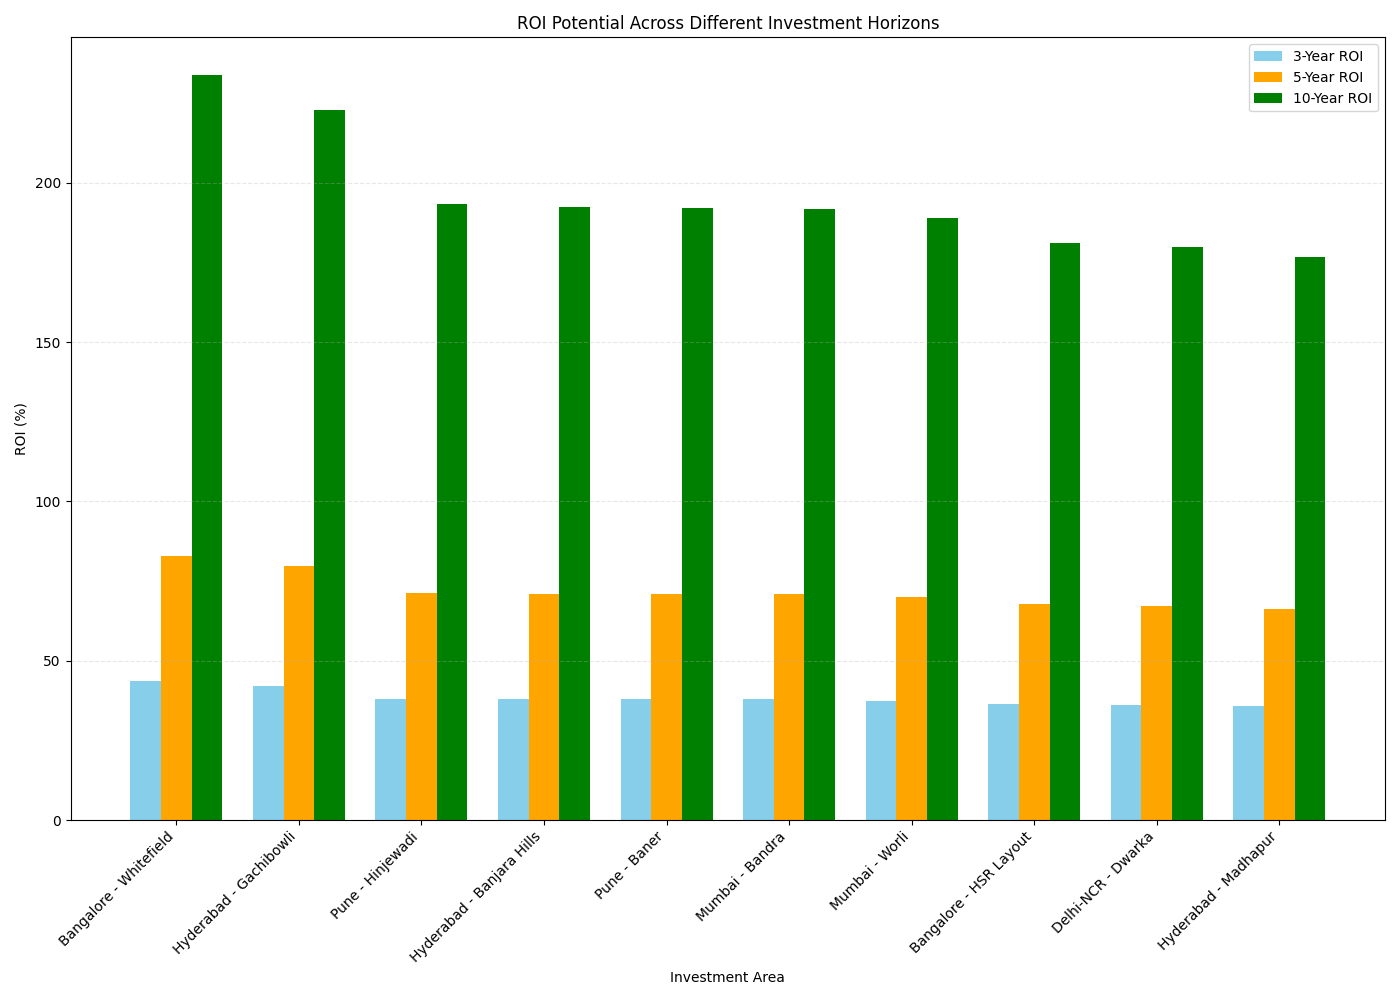 ROI Potential Across Different Investment Horizons
3-Year ROI
5-Year ROI
10-Year ROI
ROI (%)
200
150
100
50
0
Bangalore - Whitefield
Hyderabad - Gachibowli
Pune - Hinjewadi
Hyderabad - Banjara Hills
Pune - Baner
Mumbai - Bandra
Mumbai - Worli
Bangalore - HSR Layout
Delhi-NCR - Dwarka
Hyderabad - Madhapur
Investment Area